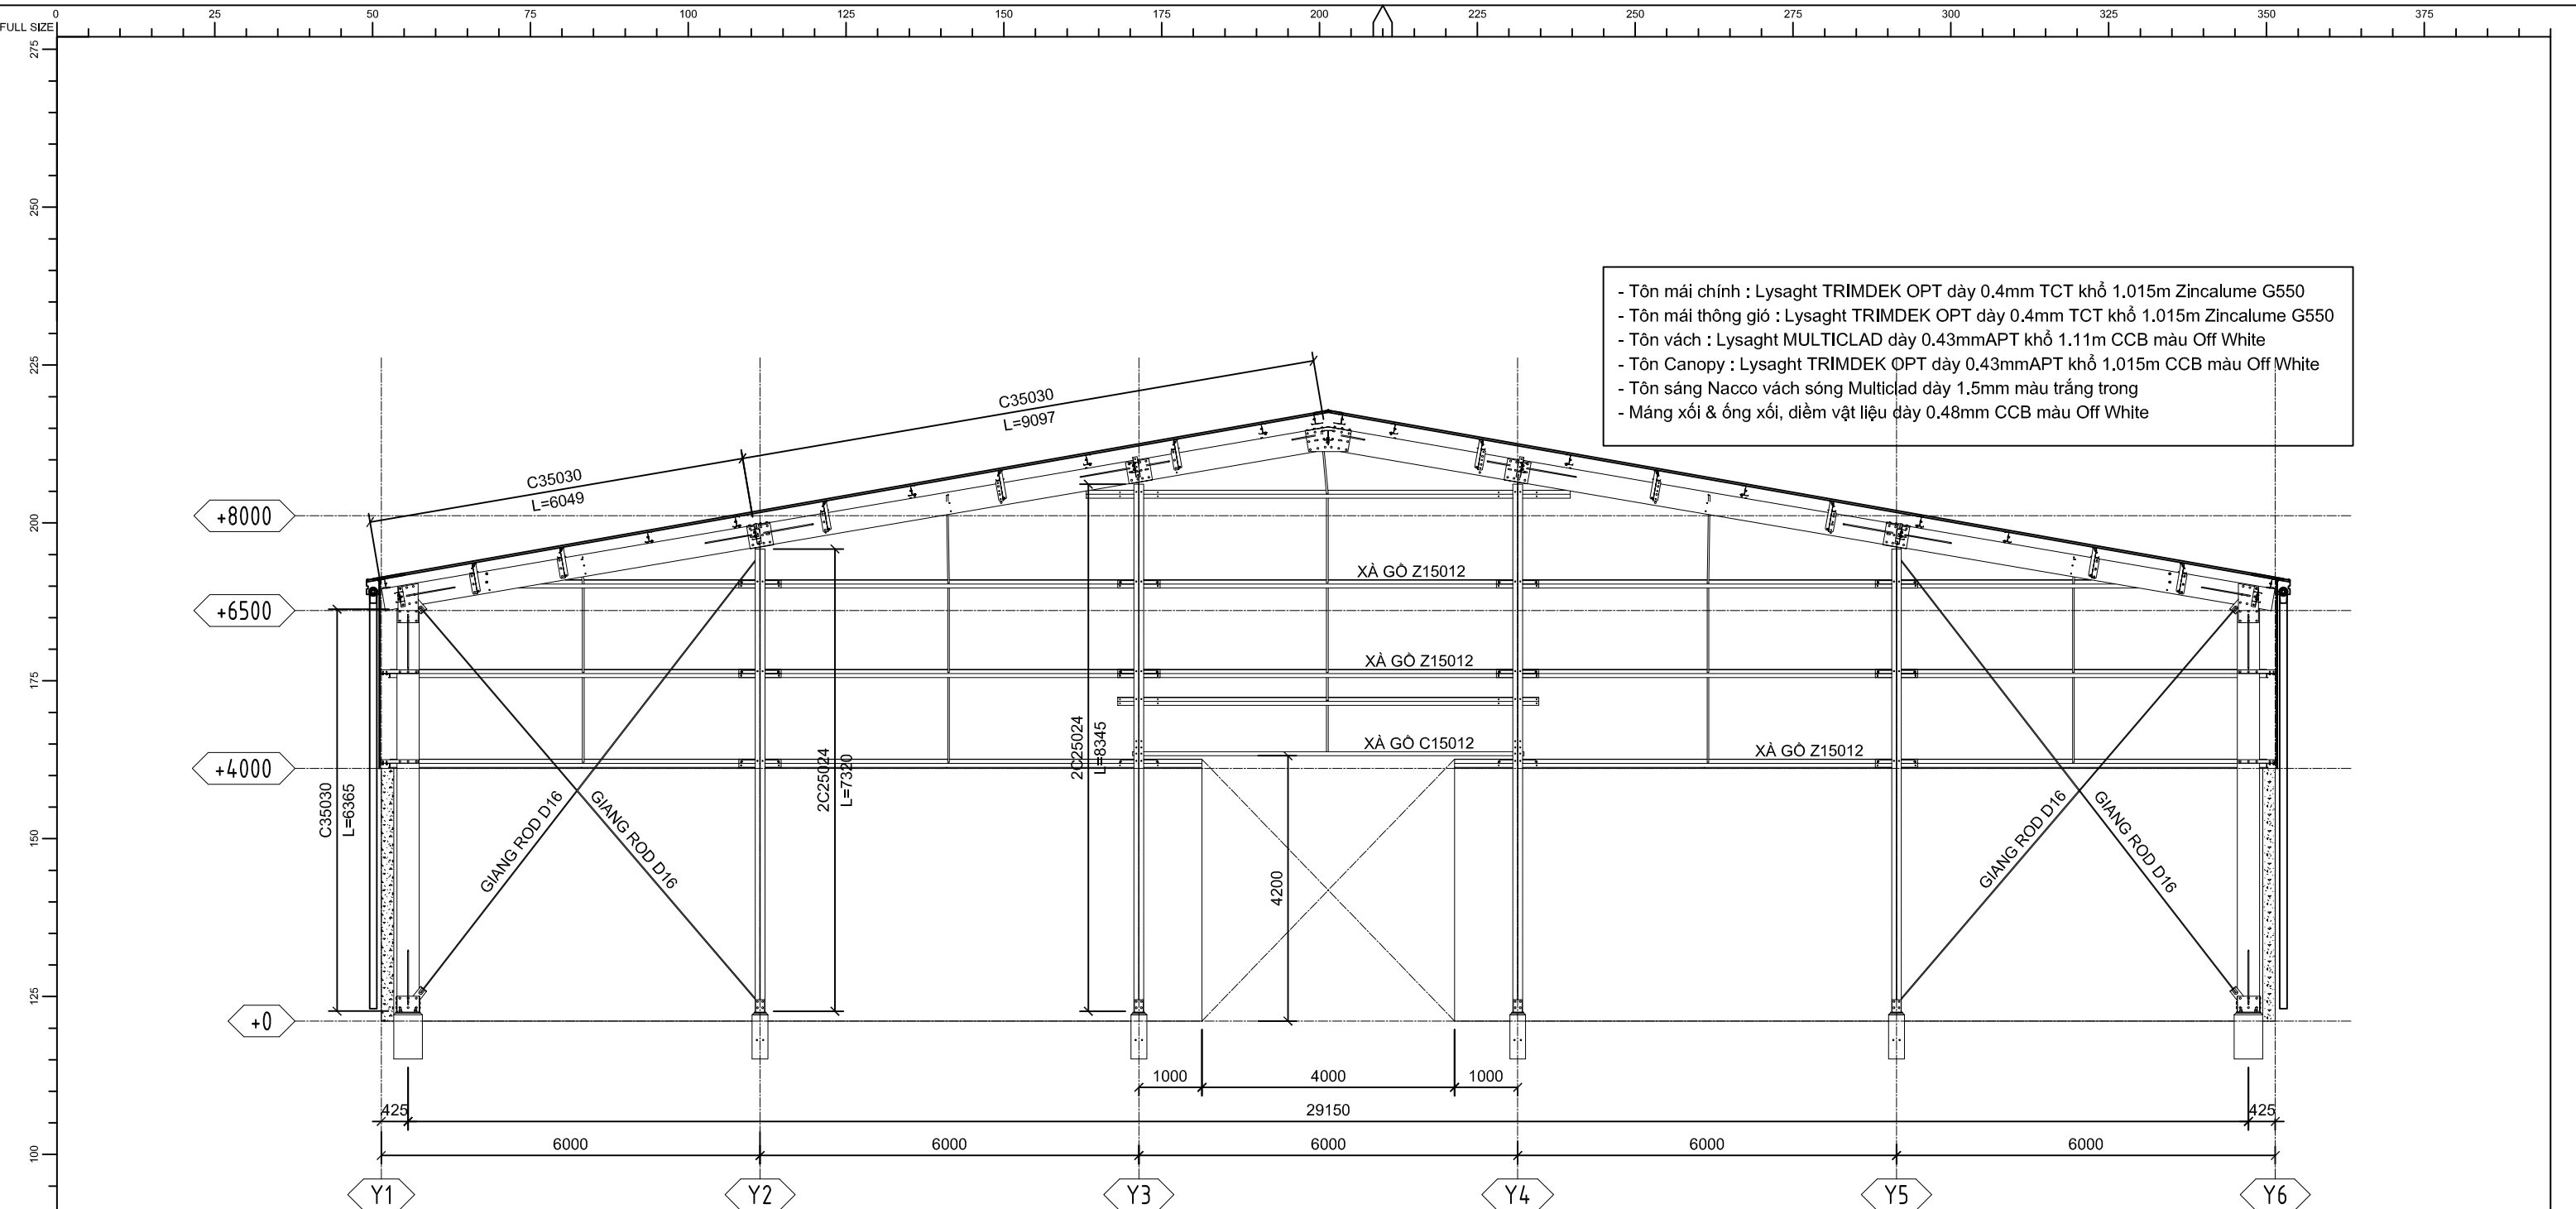 0 25 50 75 100 125 150 175 200 225 250 275 300 325 350 375
FULL SIZE
275
250
225
200
175
150
125
100
- Tôn mái chính : Lysaght TRIMDEK OPT dày 0.4mm TCT khổ 1.015m Zincalume G550
- Tôn mái thông gió : Lysaght TRIMDEK OPT dày 0.4mm TCT khổ 1.015m Zincalume G550
- Tôn vách : Lysaght MULTICLAD dày 0.43mmAPT khổ 1.11m CCB màu Off White
- Tôn Canopy : Lysaght TRIMDEK OPT dày 0.43mmAPT khổ 1.015m CCB màu Off White
- Tôn sáng Nacco vách sóng Multiclad dày 1.5mm màu trắng trong
- Máng xối & ống xối, diềm vật liệu dày 0.48mm CCB màu Off White
C35030
L=9097
C35030
L=6049
+8000
+6500
+4000
+0
XÀ GỒ Z15012
XÀ GỒ Z15012
XÀ GỒ C15012
XÀ GỒ Z15012
C35030
L=6365
2C25024
L=7320
2C25024
L=8345
GIANG ROD D16
GIANG ROD D16
GIANG ROD D16
GIANG ROD D16
4200
1000 4000 1000
425 29150 425
6000 6000 6000 6000 6000
Y1 Y2 Y3 Y4 Y5 Y6